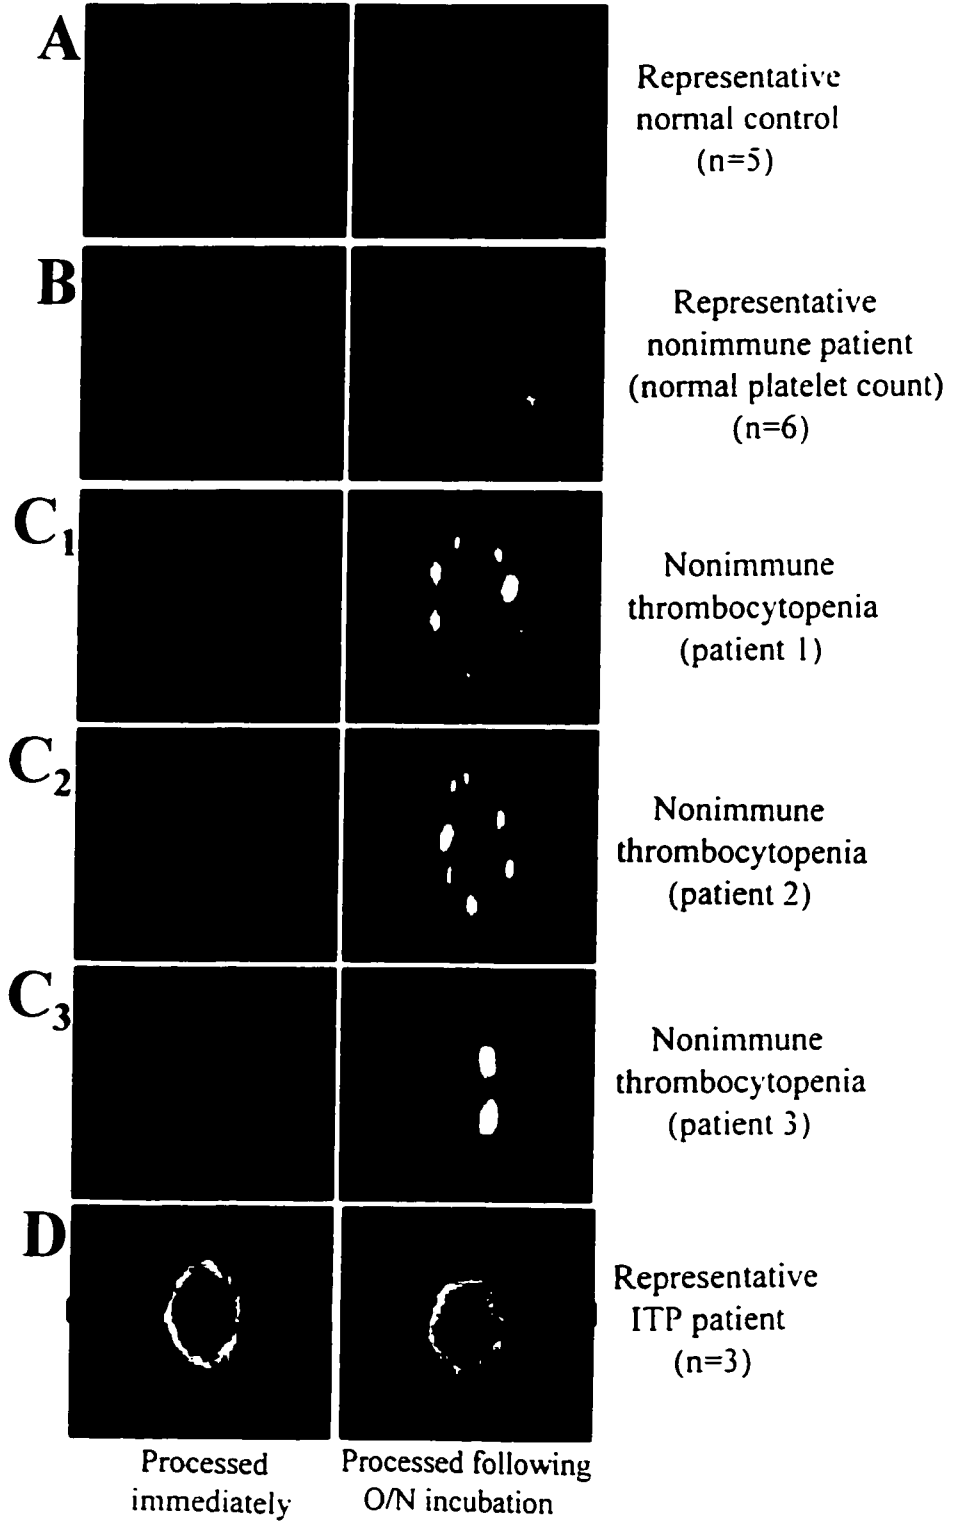 A
Representative
normal control
(n=5)
B
Representative
nonimmune patient
(normal platelet count)
(n=6)
C1
Nonimmune
thrombocytopenia
(patient 1)
C2
Nonimmune
thrombocytopenia
(patient 2)
C3
Nonimmune
thrombocytopenia
(patient 3)
D
Representative
ITP patient
(n=3)
Processed
immediately
Processed following
O/N incubation